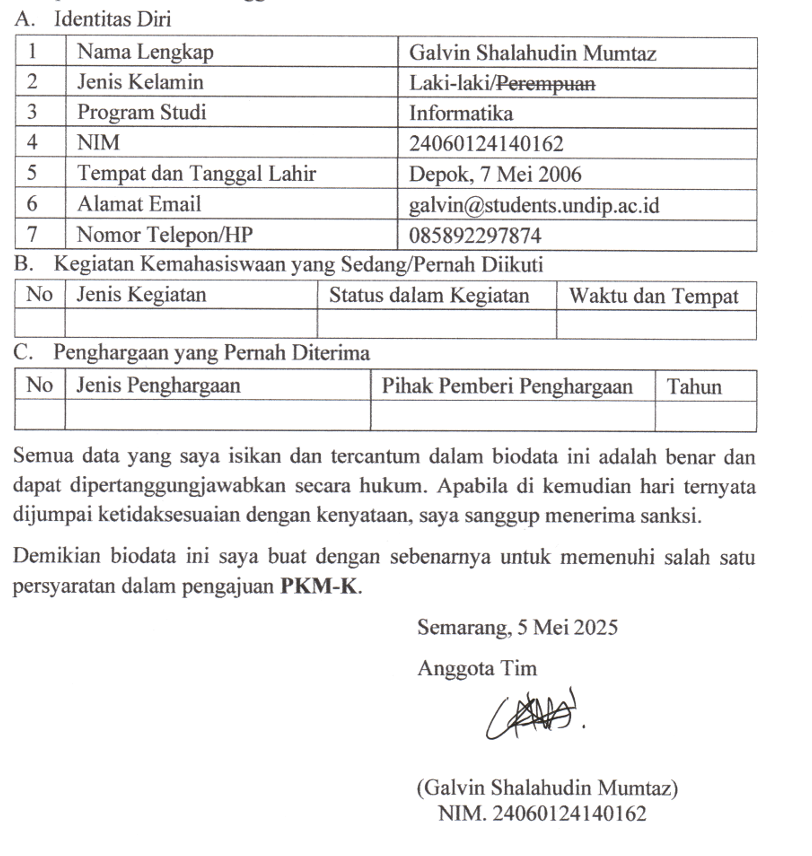 A. Identitas Diri
1 Nama Lengkap Galvin Shalahudin Mumtaz
2 Jenis Kelamin Laki-laki/Perempuan
3 Program Studi Informatika
4 NIM 24060124140162
5 Tempat dan Tanggal Lahir Depok, 7 Mei 2006
6 Alamat Email galvin@students.undip.ac.id
7 Nomor Telepon/HP 085892297874
B. Kegiatan Kemahasiswaan yang Sedang/Pernah Diikuti
No Jenis Kegiatan Status dalam Kegiatan Waktu dan Tempat
C. Penghargaan yang Pernah Diterima
No Jenis Penghargaan Pihak Pemberi Penghargaan Tahun
Semua data yang saya isikan dan tercantum dalam biodata ini adalah benar dan
dapat dipertanggungjawabkan secara hukum. Apabila di kemudian hari ternyata
dijumpai ketidaksesuaian dengan kenyataan, saya sanggup menerima sanksi.
Demikian biodata ini saya buat dengan sebenarnya untuk memenuhi salah satu
persyaratan dalam pengajuan PKM-K.
Semarang, 5 Mei 2025
Anggota Tim
(Galvin Shalahudin Mumtaz)
NIM. 24060124140162